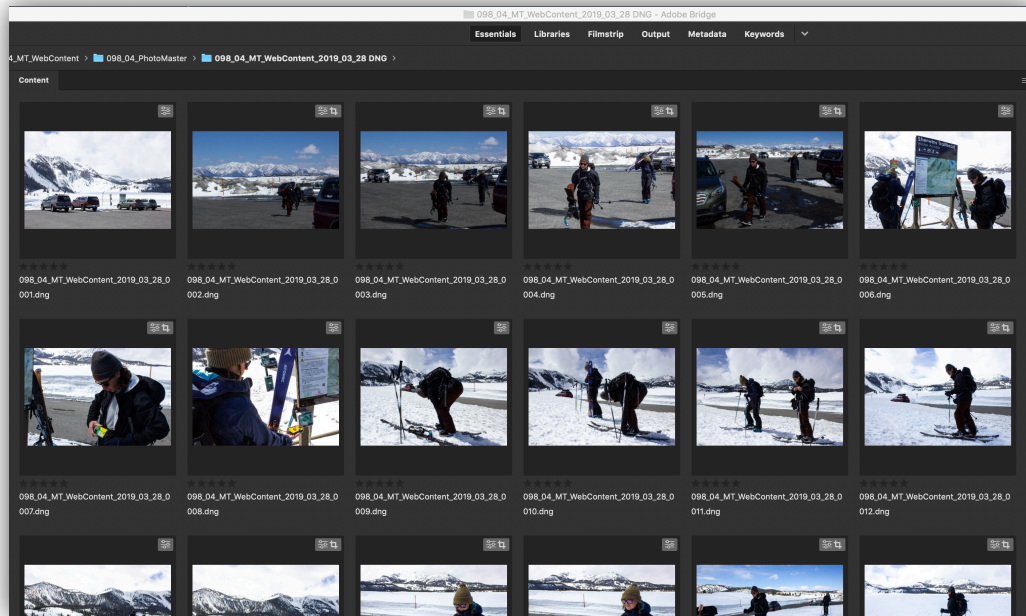 098_04_MT_WebContent_2019_03_28 DNG - Adobe Bridge
Essentials Libraries Filmstrip Output Metadata Keywords
4_MT_WebContent > 098_04_PhotoMaster > 098_04_MT_WebContent_2019_03_28 DNG >
Content
098_04_MT_WebContent_2019_03_28_0 098_04_MT_WebContent_2019_03_28_0 098_04_MT_WebContent_2019_03_28_0 098_04_MT_WebContent_2019_03_28_0 098_04_MT_WebContent_2019_03_28_0 098_04_MT_WebContent_2019_03_28_0
001.dng 002.dng 003.dng 004.dng 005.dng 006.dng
098_04_MT_WebContent_2019_03_28_0 098_04_MT_WebContent_2019_03_28_0 098_04_MT_WebContent_2019_03_28_0 098_04_MT_WebContent_2019_03_28_0 098_04_MT_WebContent_2019_03_28_0 098_04_MT_WebContent_2019_03_28_0
007.dng 008.dng 009.dng 010.dng 011.dng 012.dng